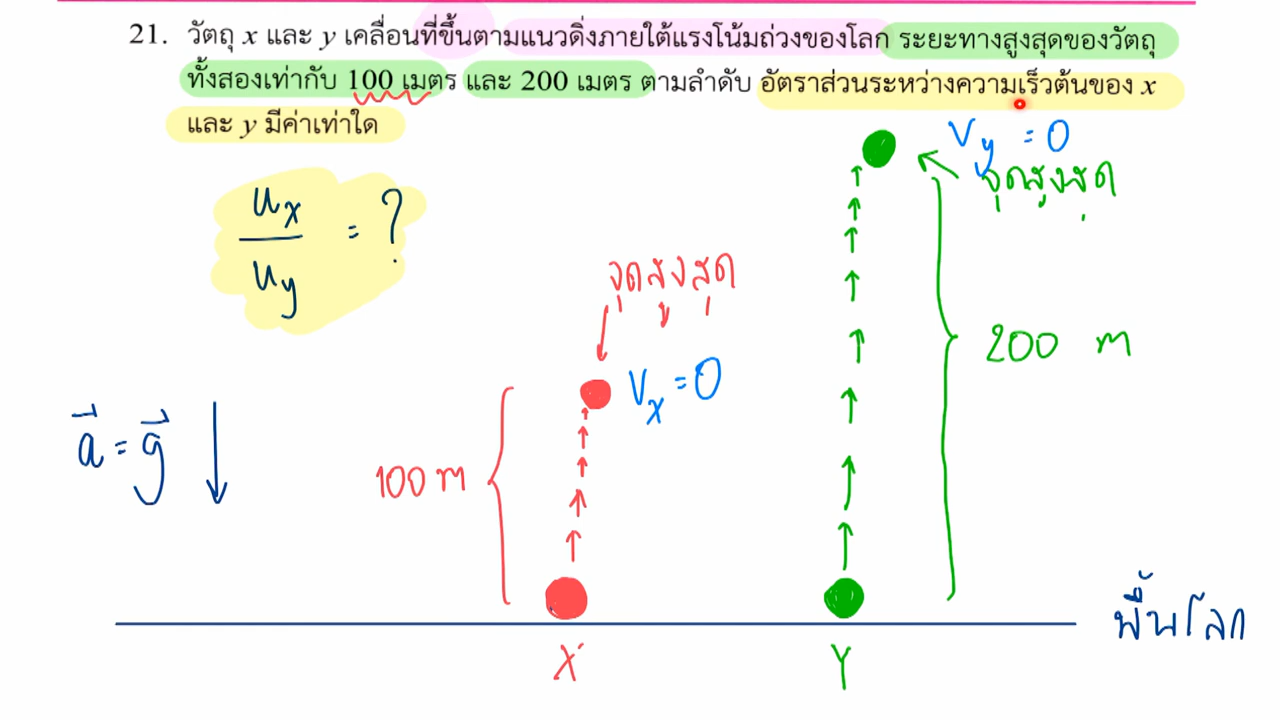 21. วัตถุ x และ y เคลื่อนที่ขึ้นตามแนวดิ่งภายใต้แรงโน้มถ่วงของโลก ระยะทางสูงสุดของวัตถุ
ทั้งสองเท่ากับ 100 เมตร และ 200 เมตร ตามลำดับ อัตราส่วนระหว่างความเร็วต้นของ x
และ y มีค่าเท่าใด
v_y = 0
จุดสูงสุด
u_x / u_y = ?
จุดสูงสุด
200 m
v_x = 0
a⃗ = g⃗ ↓
100 m
พื้นโลก
X
Y